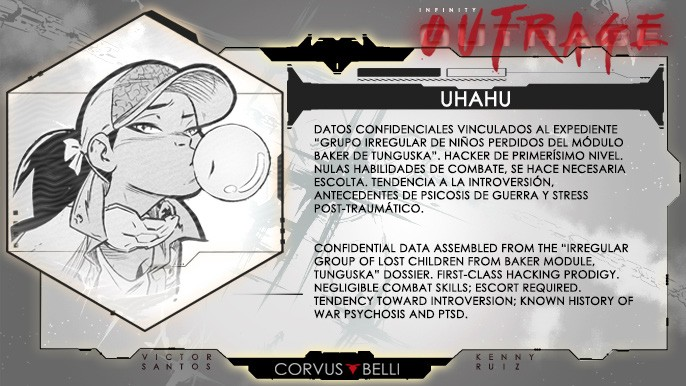 INFINITY
OUTRAGE
UHAHU
DATOS CONFIDENCIALES VINCULADOS AL EXPEDIENTE
“GRUPO IRREGULAR DE NIÑOS PERDIDOS DEL MÓDULO
BAKER DE TUNGUSKA”. HACKER DE PRIMERÍSIMO NIVEL.
NULAS HABILIDADES DE COMBATE, SE HACE NECESARIA
ESCOLTA. TENDENCIA A LA INTROVERSIÓN,
ANTECEDENTES DE PSICOSIS DE GUERRA Y STRESS
POST-TRAUMÁTICO.
CONFIDENTIAL DATA ASSEMBLED FROM THE “IRREGULAR
GROUP OF LOST CHILDREN FROM BAKER MODULE,
TUNGUSKA” DOSSIER. FIRST-CLASS HACKING PRODIGY.
NEGLIGIBLE COMBAT SKILLS; ESCORT REQUIRED.
TENDENCY TOWARD INTROVERSION; KNOWN HISTORY OF
WAR PSYCHOSIS AND PTSD.
VICTOR
SANTOS
CORVUS BELLI
KENNY
RUIZ